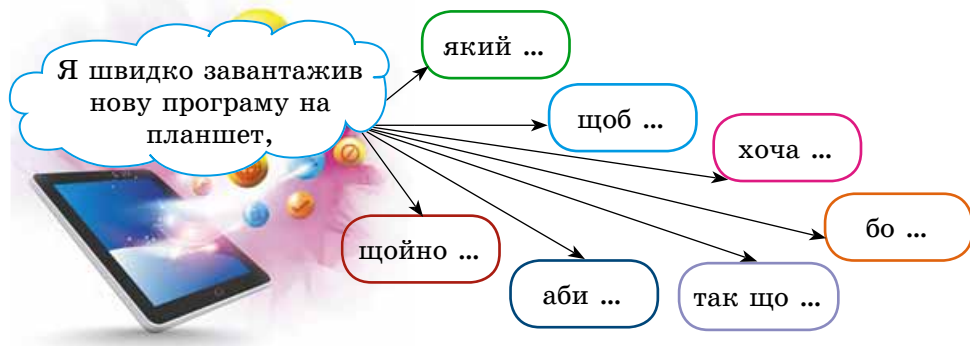 Я швидко завантажив
нову програму на
планшет,
який ...
щоб ...
хоча ...
бо ...
щойно ...
аби ...
так що ...